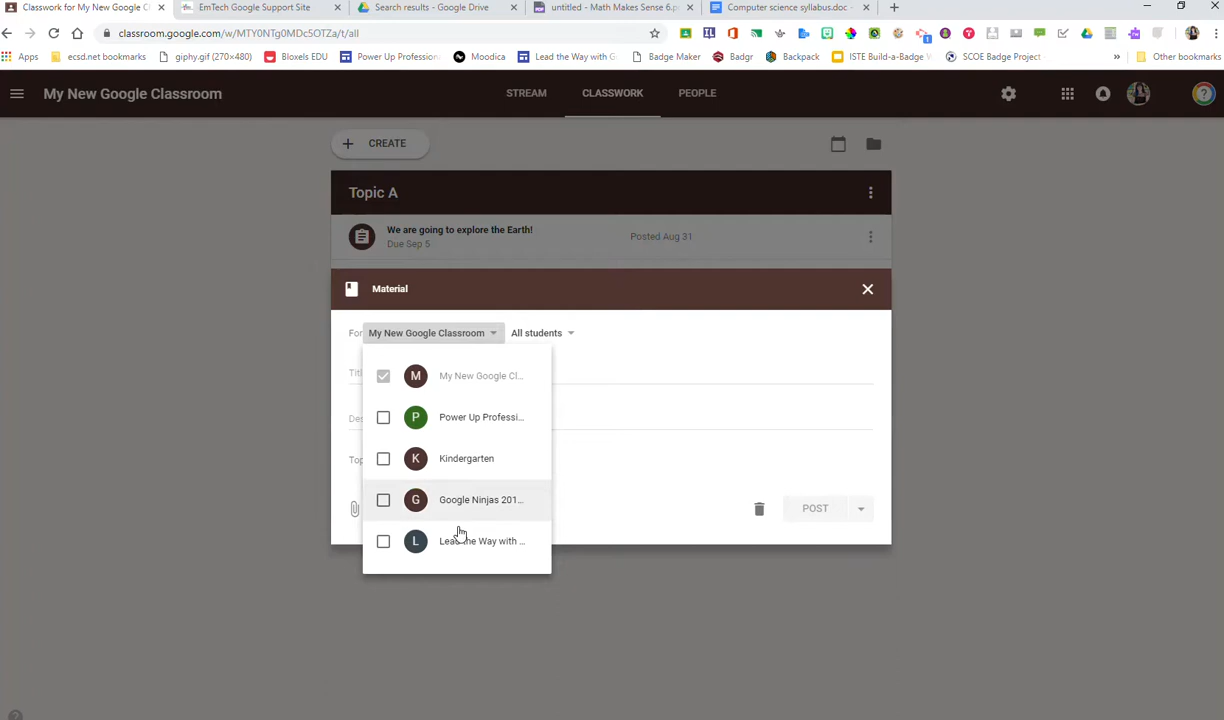 Classwork for My New Google C
EmTech Google Support Site
Search results - Google Drive
untitled - Math Makes Sense 6.p
Computer science syllabus.doc -
classroom.google.com/w/MTY0NTg0MDc5OTZa/t/all
Apps
ecsd.net bookmarks
giphy.gif (270×480)
Bloxels EDU
Power Up Profession
Moodica
Lead the Way with G
Badge Maker
Badgr
Backpack
ISTE Build-a-Badge W
SCOE Badge Project
»
Other bookmarks
My New Google Classroom
STREAM
CLASSWORK
PEOPLE
+ CREATE
Topic A
We are going to explore the Earth!
Due Sep 5
Posted Aug 31
Material
For
My New Google Classroom
All students
Titl
M My New Google Cl...
Des
P Power Up Professi...
Top
K Kindergarten
G Google Ninjas 201...
POST
L Lead the Way with ...